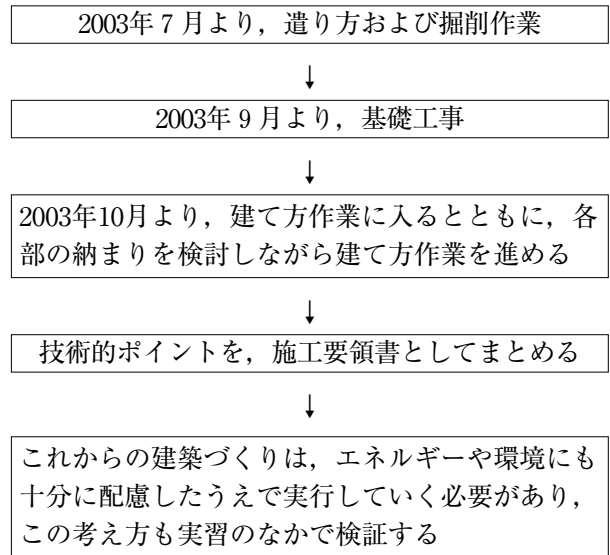 2003年7月より，遣り方および掘削作業
↓
2003年9月より，基礎工事
↓
2003年10月より，建て方作業に入るとともに，各
部の納まりを検討しながら建て方作業を進める
↓
技術的ポイントを，施工要領書としてまとめる
↓
これからの建築づくりは，エネルギーや環境にも
十分に配慮したうえで実行していく必要があり，
この考え方も実習のなかで検証する